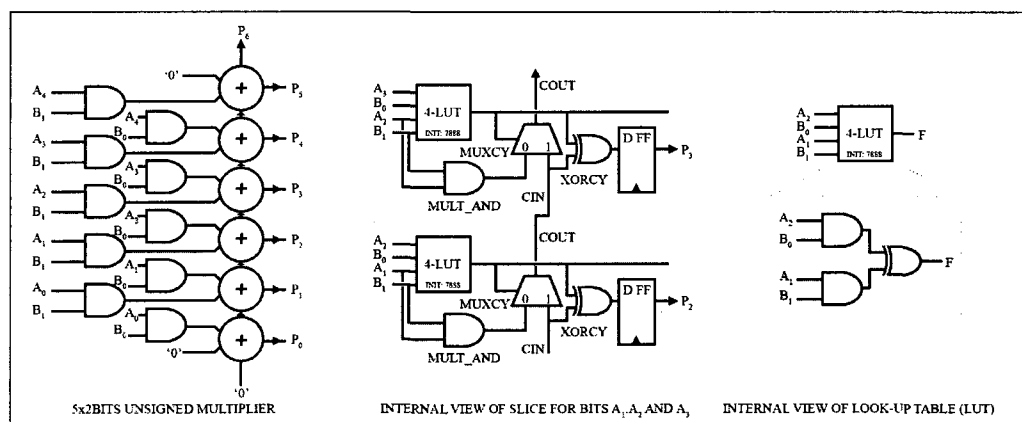 P₆
'0'
P₅
A₄
B₁
A₄
B₀
P₄
A₃
B₁
A₃
B₀
P₃
A₂
B₁
A₂
B₀
P₂
A₁
B₁
A₁
B₀
P₁
A₀
B₁
A₀
B₀
P₀
'0'
'0'
5x2BITS UNSIGNED MULTIPLIER
COUT
A₃
B₀
A₂
B₁
4-LUT
INIT: 7888
MUXCY
0 1
D FF
P₃
XORCY
MULT_AND
CIN
COUT
A₂
B₀
A₁
B₁
4-LUT
INIT: 7888
MUXCY
0 1
D FF
P₂
XORCY
MULT_AND
CIN
INTERNAL VIEW OF SLICE FOR BITS A₁,A₂ AND A₃
A₂
B₀
A₁
B₁
4-LUT
INIT: 7888
F
A₂
B₀
A₁
B₁
F
INTERNAL VIEW OF LOOK-UP TABLE (LUT)